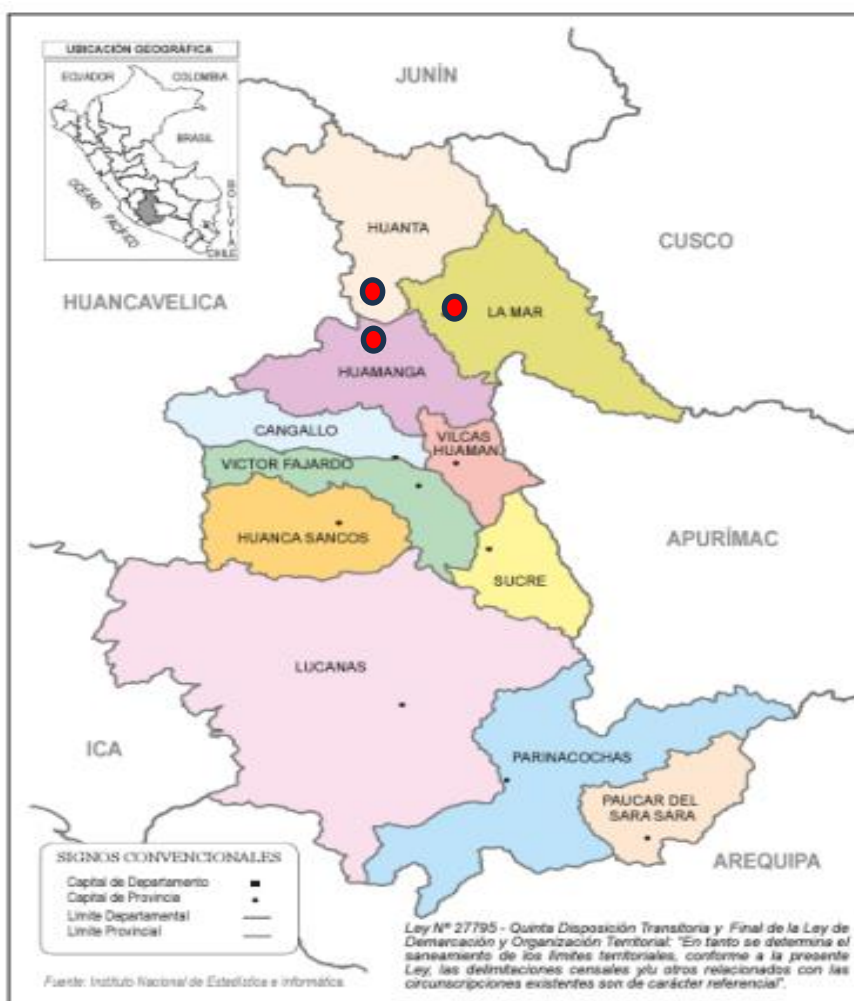 UBICACIÓN GEOGRÁFICA
ECUADOR
COLOMBIA
BRASIL
OCEANO PACÍFICO
BOLIVIA
CHILE
JUNÍN
CUSCO
HUANCAVELICA
HUANTA
LA MAR
HUAMANGA
CANGALLO
VILCAS
HUAMAN
VICTOR FAJARDO
HUANCA SANCOS
APURÍMAC
SUCRE
LUCANAS
ICA
PARINACOCHAS
PAUCAR DEL
SARA SARA
AREQUIPA
SIGNOS CONVENCIONALES
Capital de Departamento
Capital de Provincia
Límite Departamental
Límite Provincial
Ley Nº 27795 - Quinta Disposición Transitoria y Final de la Ley de
Demarcación y Organización Territorial: "En tanto se determina el
saneamiento de los límites territoriales, conforme a la presente
Ley, las delimitaciones censales y/u otros relacionados con las
circunscripciones existentes son de carácter referencial".
Fuente: Instituto Nacional de Estadística e Informática.